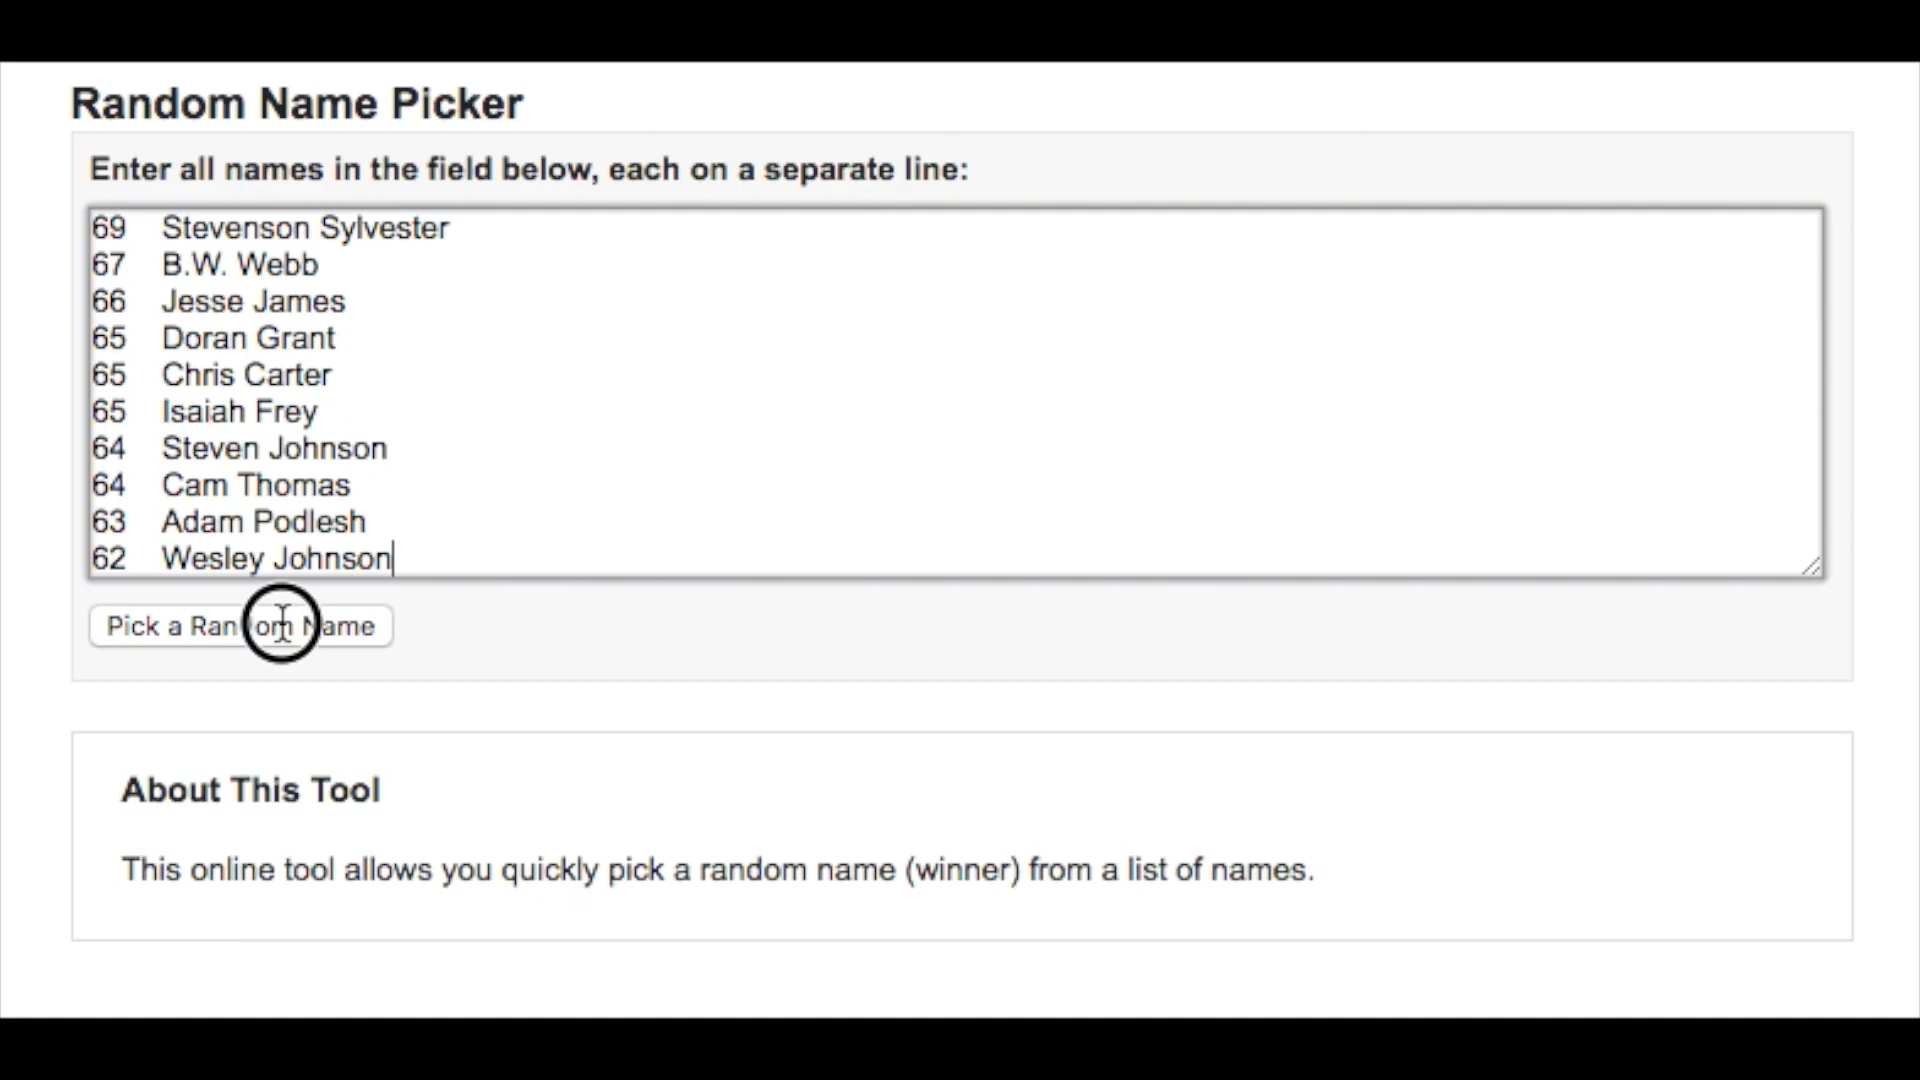 Random Name Picker
Enter all names in the field below, each on a separate line:
69 Stevenson Sylvester
67 B.W. Webb
66 Jesse James
65 Doran Grant
65 Chris Carter
65 Isaiah Frey
64 Steven Johnson
64 Cam Thomas
63 Adam Podlesh
62 Wesley Johnson
Pick a Random Name
About This Tool
This online tool allows you quickly pick a random name (winner) from a list of names.